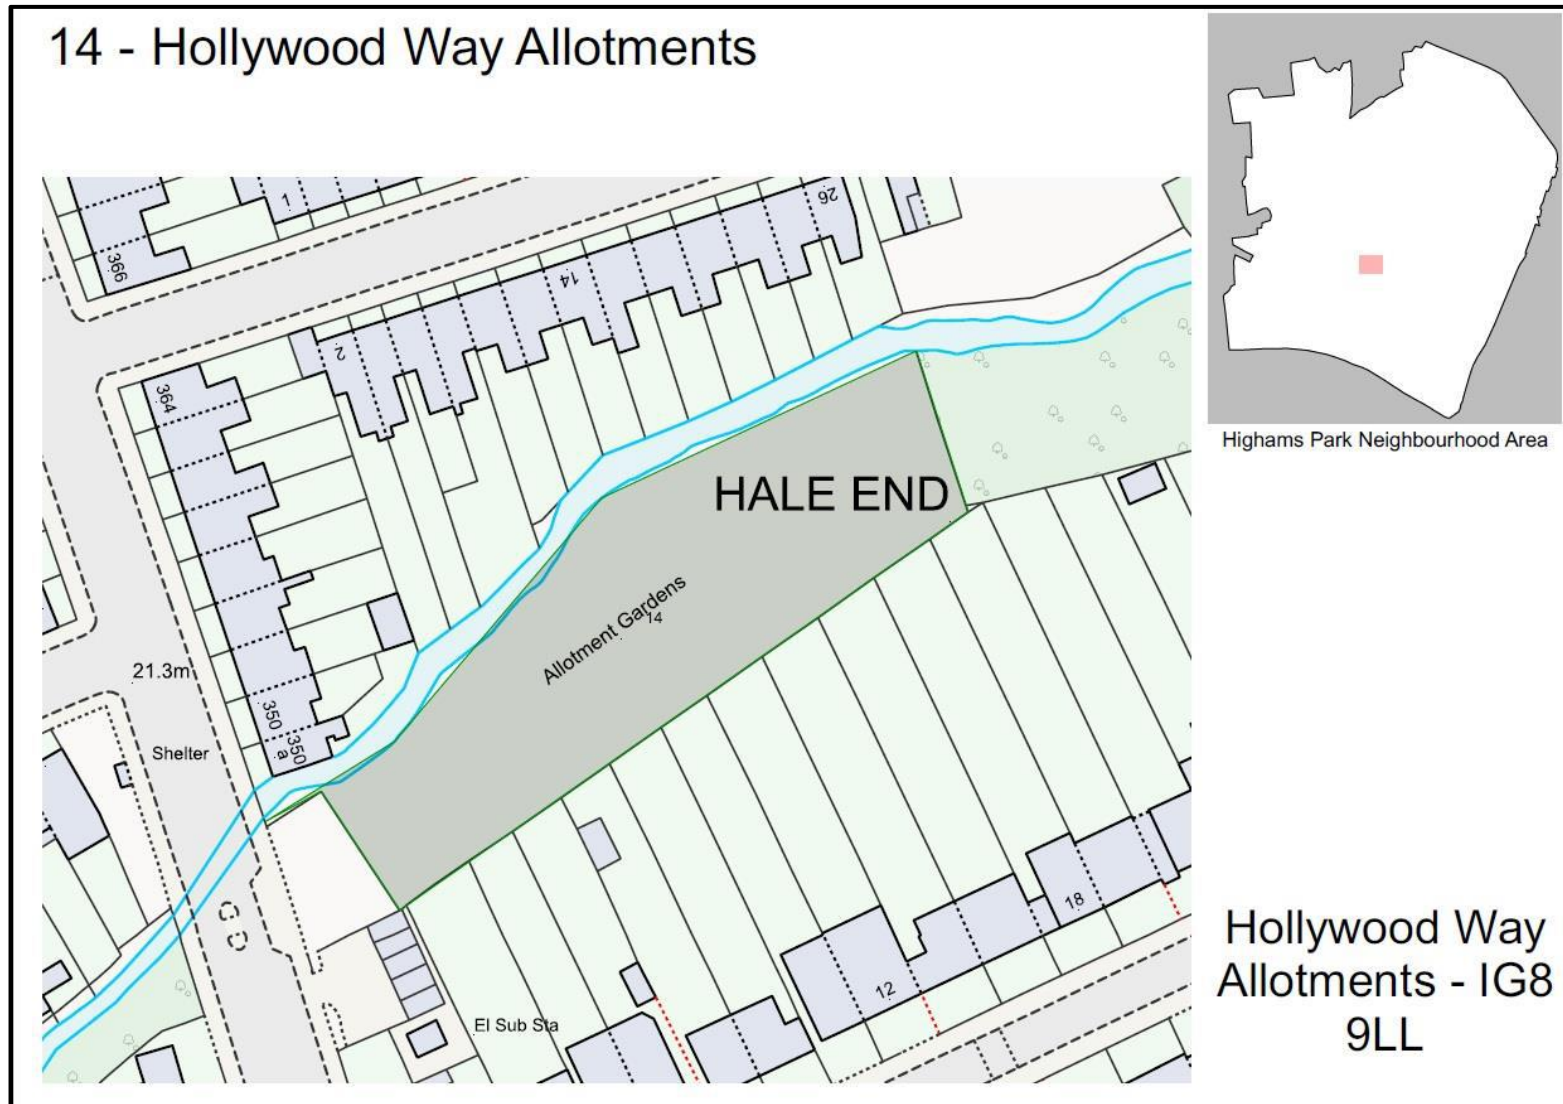 14 - Hollywood Way Allotments
Highams Park Neighbourhood Area
1
366
26
14
2
364
HALE END
Allotment Gardens
14
21.3m
350
350
a
Shelter
18
12
El Sub Sta
Hollywood Way
Allotments - IG8
9LL